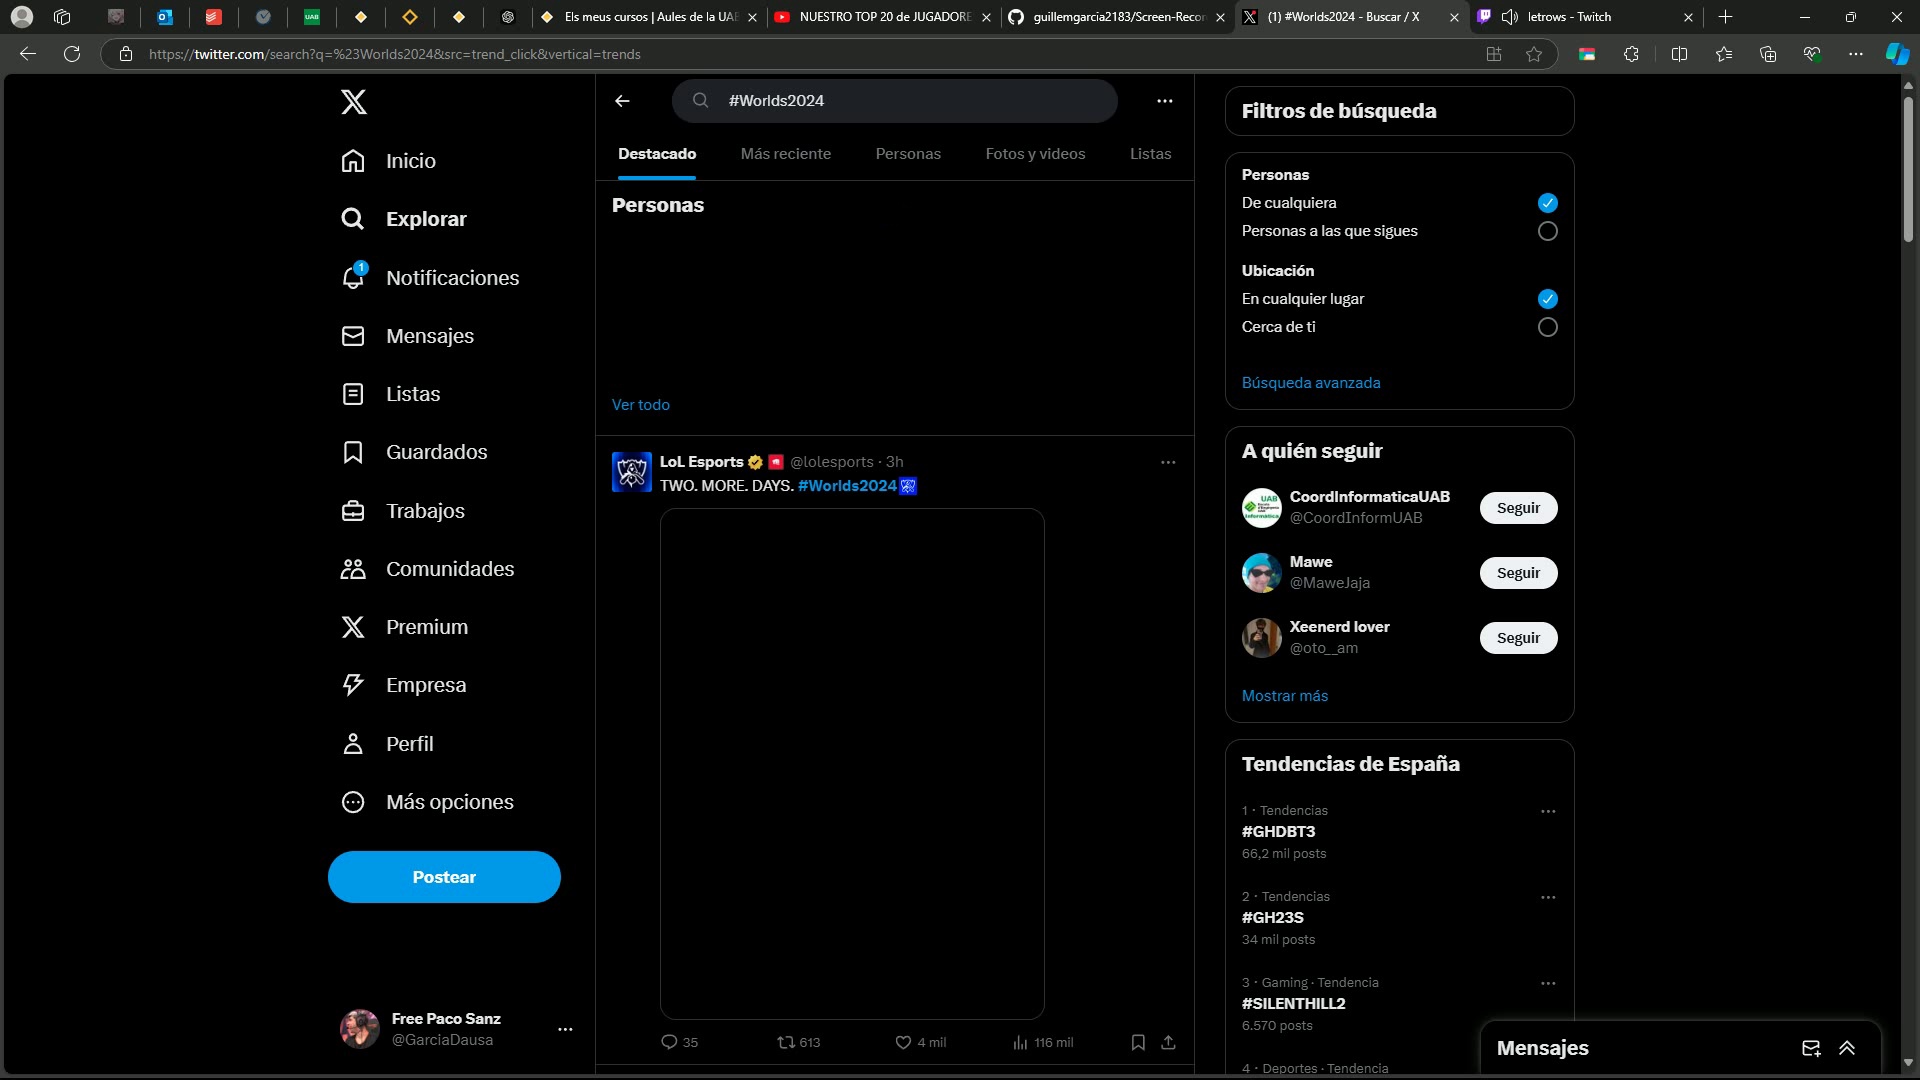 UAB
Els meus cursos | Aules de la UAB
NUESTRO TOP 20 de JUGADORE
guillemgarcia2183/Screen-Recor
(1) #Worlds2024 - Buscar / X
letrows - Twitch
https://twitter.com/search?q=%23Worlds2024&src=trend_click&vertical=trends
Inicio
Explorar
1
Notificaciones
Mensajes
Listas
Guardados
Trabajos
Comunidades
Premium
Empresa
Perfil
Más opciones
Postear
Free Paco Sanz
@GarciaDausa
#Worlds2024
Destacado
Más reciente
Personas
Fotos y videos
Listas
Personas
Ver todo
LoL Esports @lolesports · 3h
TWO. MORE. DAYS. #Worlds2024
35
613
4 mil
116 mil
Filtros de búsqueda
Personas
De cualquiera
Personas a las que sigues
Ubicación
En cualquier lugar
Cerca de ti
Búsqueda avanzada
A quién seguir
UAB
CoordInformaticaUAB
@CoordInformUAB
Seguir
Mawe
@MaweJaja
Seguir
Xeenerd lover
@oto__am
Seguir
Mostrar más
Tendencias de España
1 · Tendencias
#GHDBT3
66,2 mil posts
2 · Tendencias
#GH23S
34 mil posts
3 · Gaming · Tendencia
#SILENTHILL2
6.570 posts
4 · Deportes · Tendencia
Mensajes